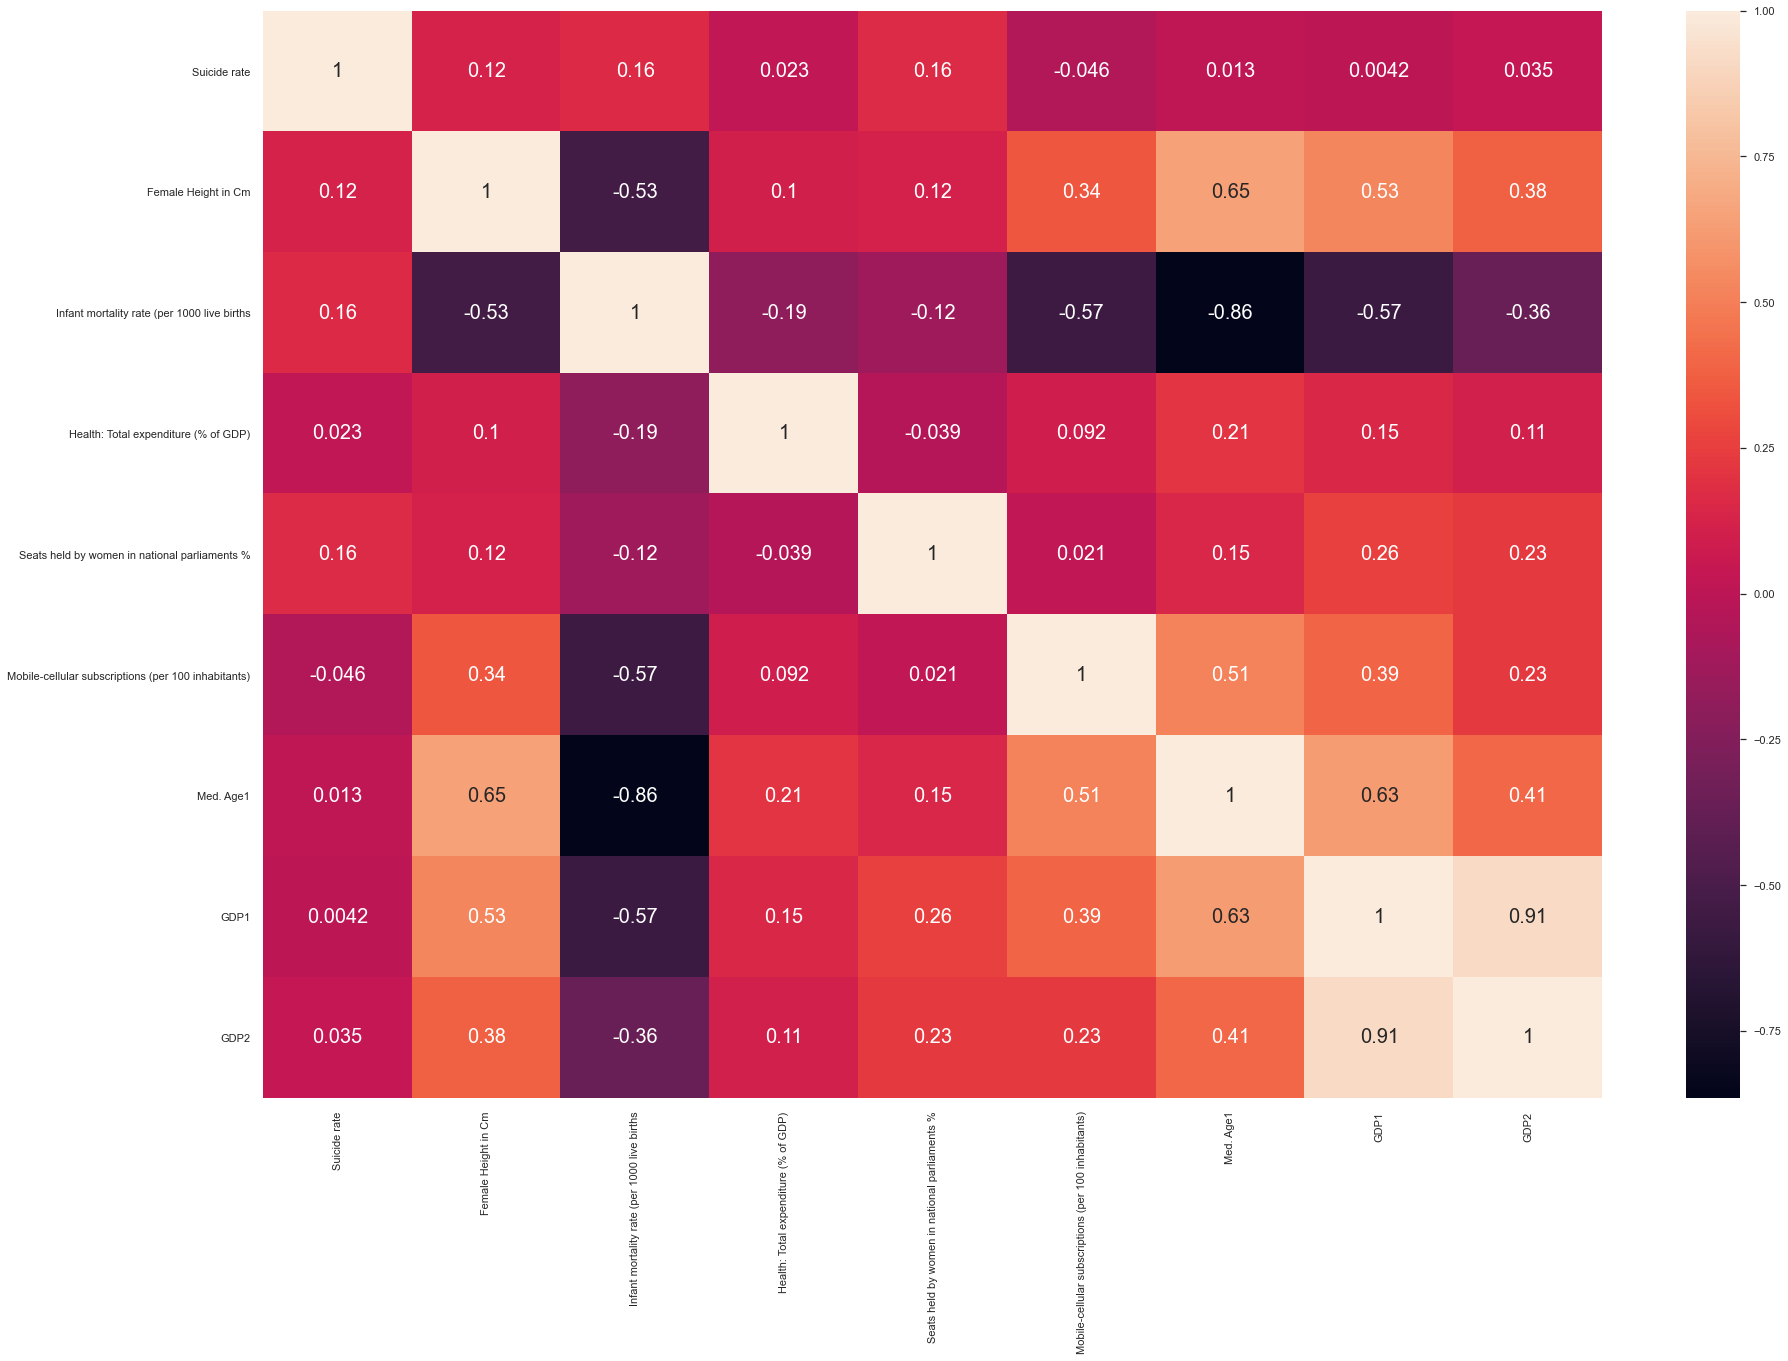 Suicide rate 1 0.12 0.16 0.023 0.16 -0.046 0.013 0.0042 0.035
Female Height in Cm 0.12 1 -0.53 0.1 0.12 0.34 0.65 0.53 0.38
Infant mortality rate (per 1000 live births 0.16 -0.53 1 -0.19 -0.12 -0.57 -0.86 -0.57 -0.36
Health: Total expenditure (% of GDP) 0.023 0.1 -0.19 1 -0.039 0.092 0.21 0.15 0.11
Seats held by women in national parliaments % 0.16 0.12 -0.12 -0.039 1 0.021 0.15 0.26 0.23
Mobile-cellular subscriptions (per 100 inhabitants) -0.046 0.34 -0.57 0.092 0.021 1 0.51 0.39 0.23
Med. Age1 0.013 0.65 -0.86 0.21 0.15 0.51 1 0.63 0.41
GDP1 0.0042 0.53 -0.57 0.15 0.26 0.39 0.63 1 0.91
GDP2 0.035 0.38 -0.36 0.11 0.23 0.23 0.41 0.91 1
Suicide rate
Female Height in Cm
Infant mortality rate (per 1000 live births
Health: Total expenditure (% of GDP)
Seats held by women in national parliaments %
Mobile-cellular subscriptions (per 100 inhabitants)
Med. Age1
GDP1
GDP2
1.00
0.75
0.50
0.25
0.00
−0.25
−0.50
−0.75